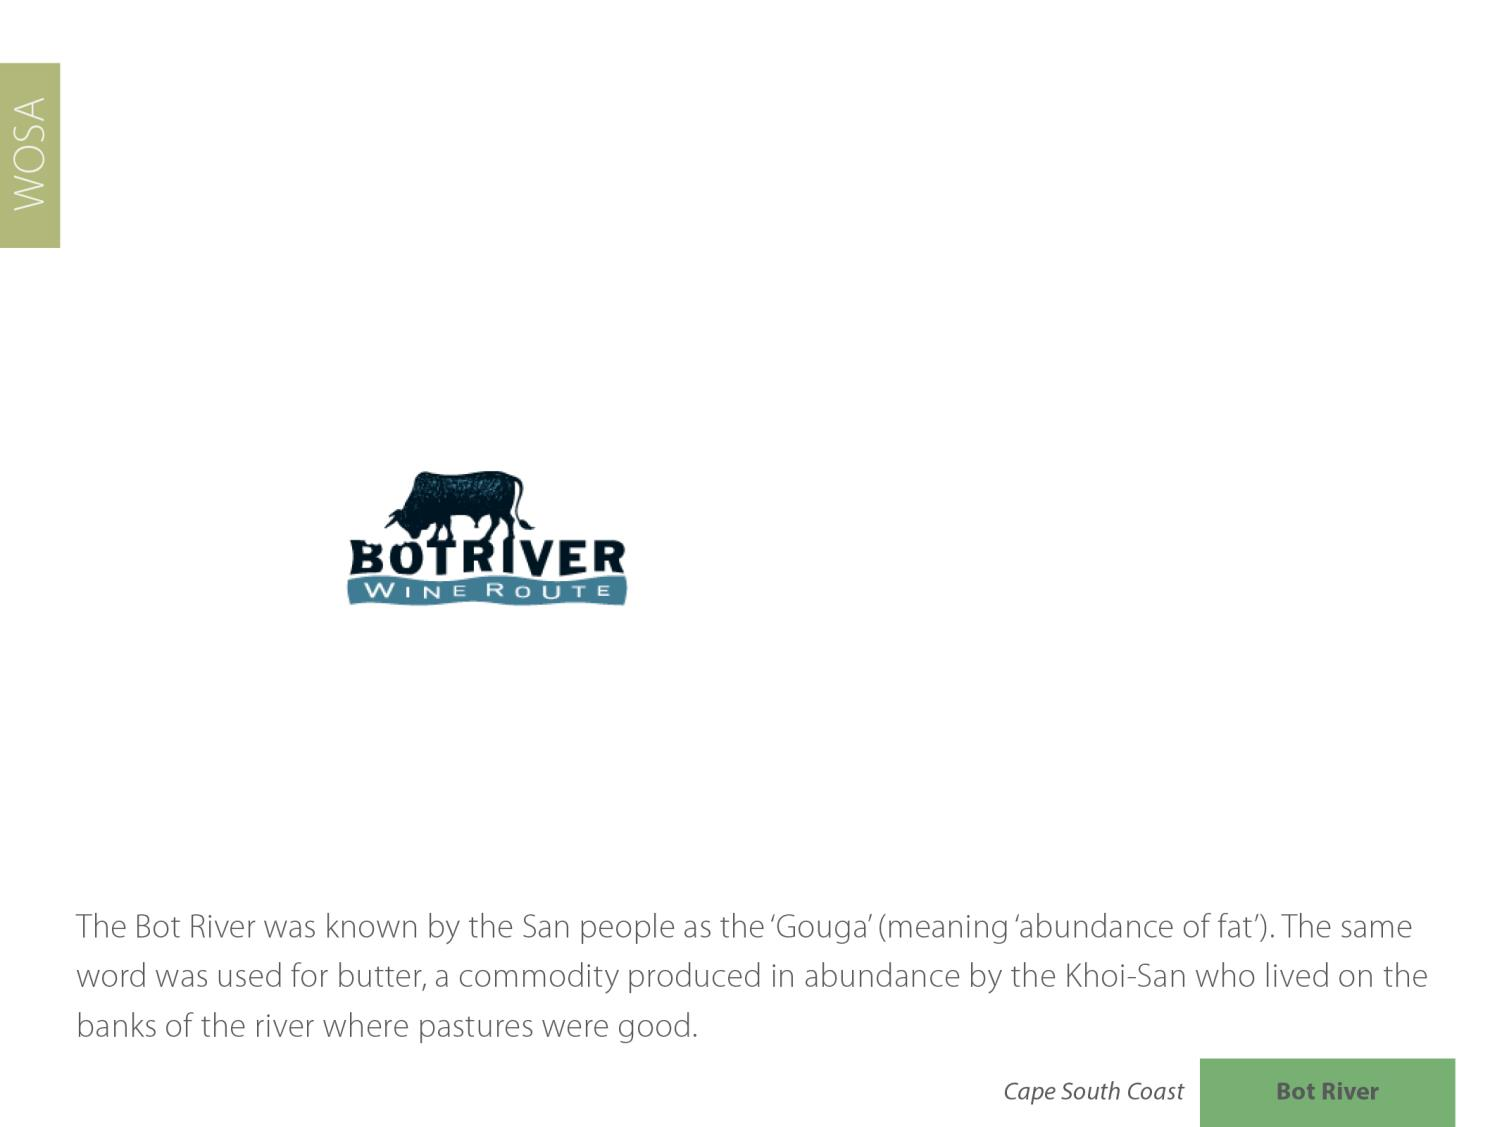 WOSA
BOTRIVER
WINE ROUTE
The Bot River was known by the San people as the ‘Gouga’ (meaning ‘abundance of fat’). The same
word was used for butter, a commodity produced in abundance by the Khoi-San who lived on the
banks of the river where pastures were good.
Cape South Coast
Bot River